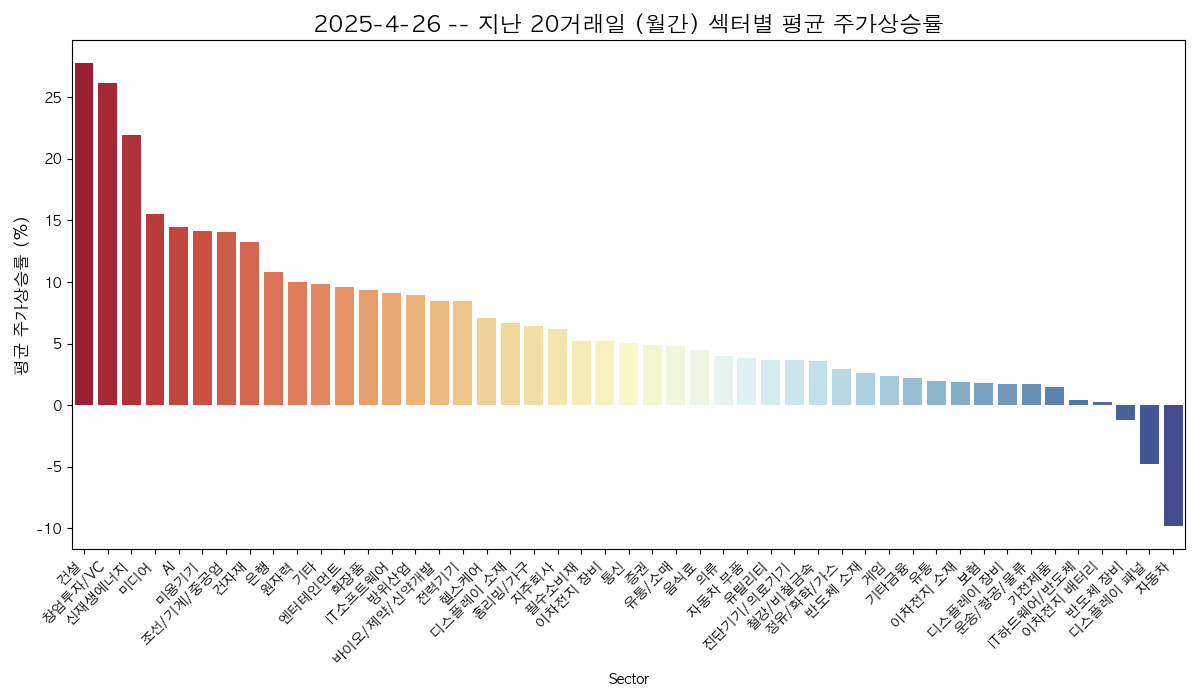 2025-4-26 -- 지난 20거래일 (월간) 섹터별 평균 주가상승률
평균 주가상승률 (%)
25
20
15
10
5
0
-5
-10
건설
창업투자/VC
신재생에너지
미디어
AI
미용기기
조선/기계/중공업
건자재
은행
원자력
기타
엔터테인먼트
화장품
IT소프트웨어
방위산업
바이오/제약/신약개발
전력기기
헬스케어
디스플레이 소재
홈리빙/가구
지주회사
필수소비재
이차전지 장비
통신
증권
유통/소매
음식료
의류
자동차 부품
유틸리티
진단기기/의료기기
철강/비철금속
정유/화학/가스
반도체 소재
게임
기타금융
유통
이차전지 소재
보험
디스플레이 장비
운송/항공/물류
가전제품
IT하드웨어/반도체
이차전지 배터리
반도체 장비
디스플레이 패널
자동차
Sector